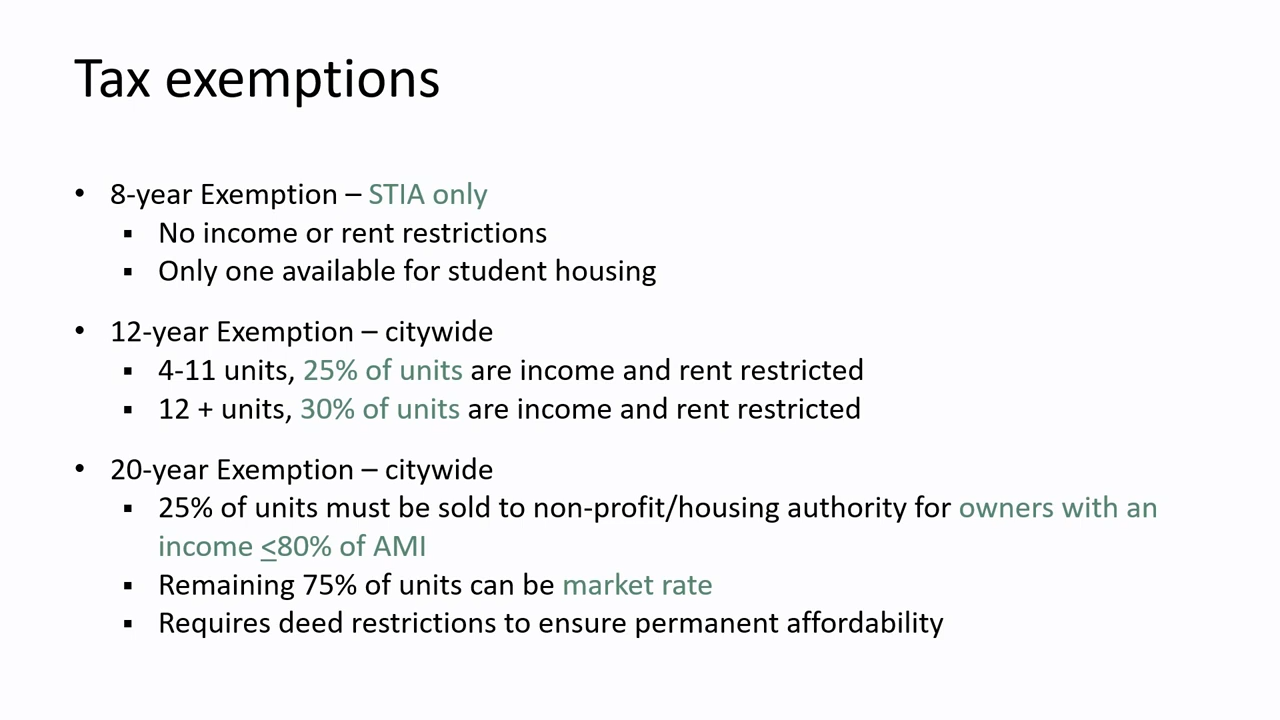 Tax exemptions
• 8-year Exemption – STIA only
▪ No income or rent restrictions
▪ Only one available for student housing
• 12-year Exemption – citywide
▪ 4-11 units, 25% of units are income and rent restricted
▪ 12 + units, 30% of units are income and rent restricted
• 20-year Exemption – citywide
▪ 25% of units must be sold to non-profit/housing authority for owners with an
income <80% of AMI
▪ Remaining 75% of units can be market rate
▪ Requires deed restrictions to ensure permanent affordability